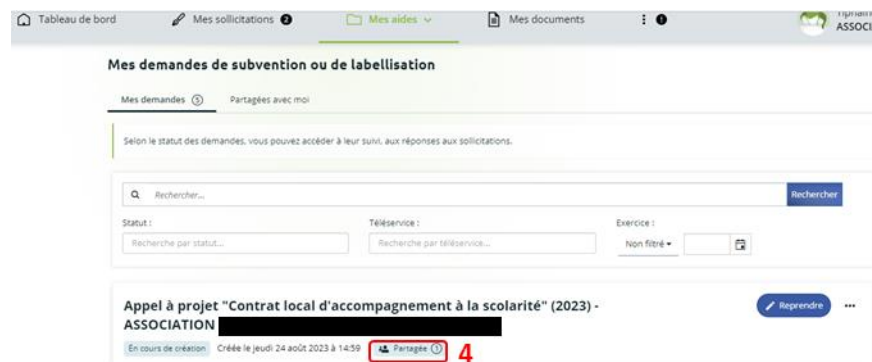 Tableau de bord Mes sollicitations 2 Mes aides Mes documents 1
ASSOCI
Mes demandes de subvention ou de labellisation
Mes demandes 5 Partagées avec moi
Selon le statut des demandes, vous pouvez accéder à leur suivi, aux réponses aux sollicitations.
Rechercher... Rechercher
Statut : Téléservice : Exercice :
Recherche par statut... Recherche par téléservice... Non filtré
Appel à projet "Contrat local d'accompagnement à la scolarité" (2023) - Reprendre ...
ASSOCIATION
En cours de création Créée le jeudi 24 août 2023 à 14:59 Partagée 1 4